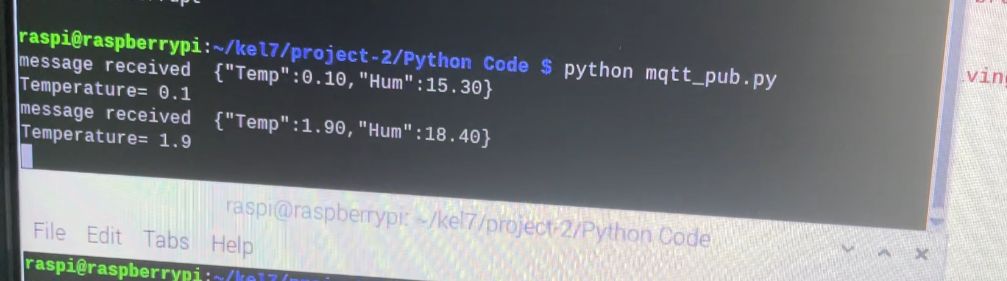 raspi@raspberrypi:~/kel7/project-2/Python Code $ python mqtt_pub.py
message received  {"Temp":0.10,"Hum":15.30}
Temperature= 0.1
message received  {"Temp":1.90,"Hum":18.40}
Temperature= 1.9
raspi@raspberrypi: ~/kel7/project-2/Python Code
File Edit Tabs Help
raspi@raspberrypi:~/kel7/